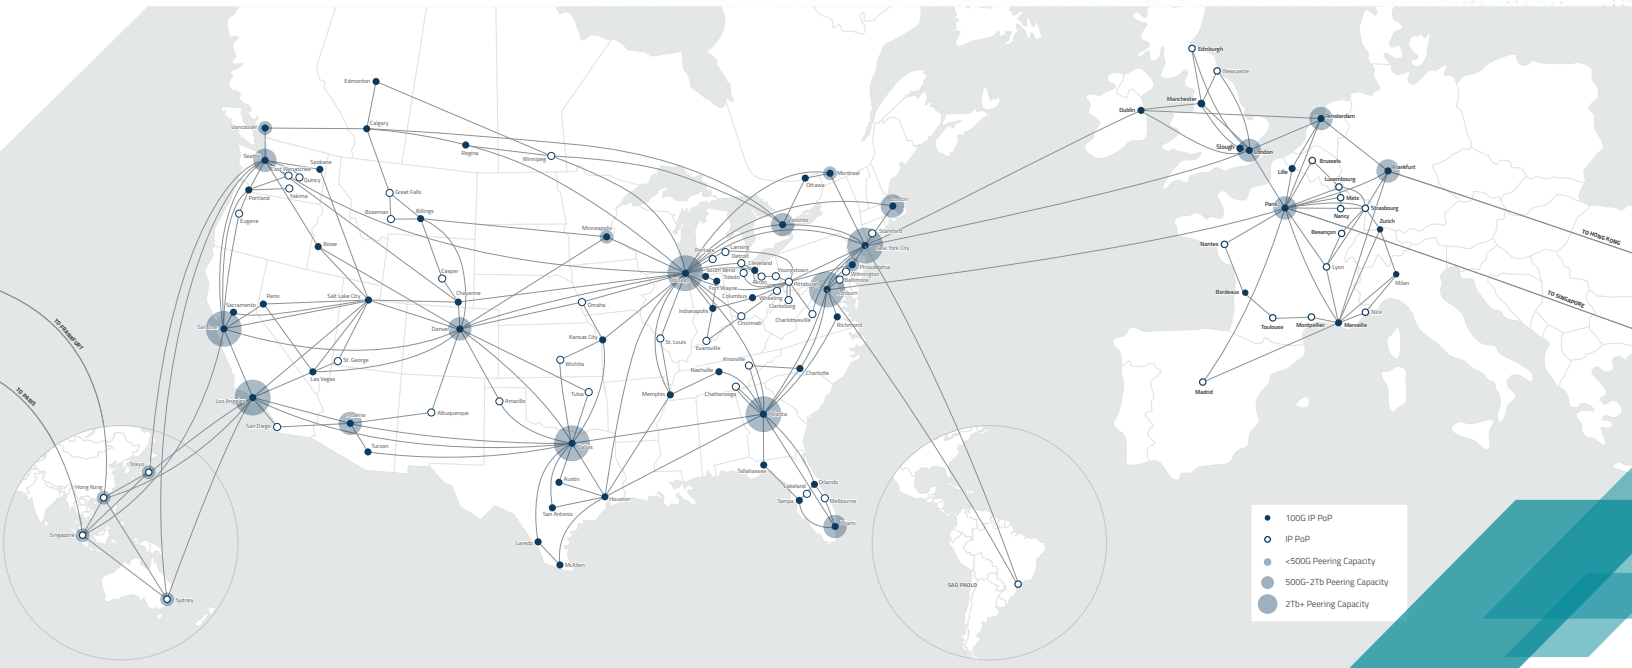 Edmonton
Vancouver
Calgary
Regina
Winnipeg
Seattle
Spokane
East Wenatchee
Quincy
Yakima
Portland
Eugene
Great Falls
Bozeman
Billings
Boise
Minneapolis
Ottawa
Montreal
Toronto
Boston
Stamford
New York City
Philadelphia
Wilmington
Baltimore
Ashburn
Portage
Lansing
Detroit
Cleveland
South Bend
Toledo
Akron
Youngstown
Pittsburgh
Fort Wayne
Columbus
Wheeling
Clarksburg
Indianapolis
Cincinnati
Charlottesville
Richmond
Evansville
Casper
Cheyenne
Salt Lake City
Reno
Sacramento
San Jose
Denver
Omaha
Kansas City
St. Louis
St. George
Las Vegas
Wichita
Tulsa
Nashville
Knoxville
Charlotte
Chattanooga
Memphis
Los Angeles
San Diego
Phoenix
Tucson
Albuquerque
Amarillo
Dallas
Atlanta
Austin
San Antonio
Houston
Laredo
McAllen
Tallahassee
Lakeland
Orlando
Tampa
Melbourne
Miami
TO FRANKFURT
TO PARIS
Tokyo
Hong Kong
Singapore
Sydney
SAO PAOLO
Edinburgh
Newcastle
Manchester
Dublin
Slough
London
Amsterdam
Brussels
Lille
Frankfurt
Luxembourg
Metz
Paris
Nancy
Strasbourg
Zurich
Besançon
Nantes
Lyon
Milan
Bordeaux
Toulouse
Montpellier
Marseille
Nice
Madrid
TO HONG KONG
TO SINGAPORE
100G IP PoP
IP PoP
<500G Peering Capacity
500G-2Tb Peering Capacity
2Tb+ Peering Capacity